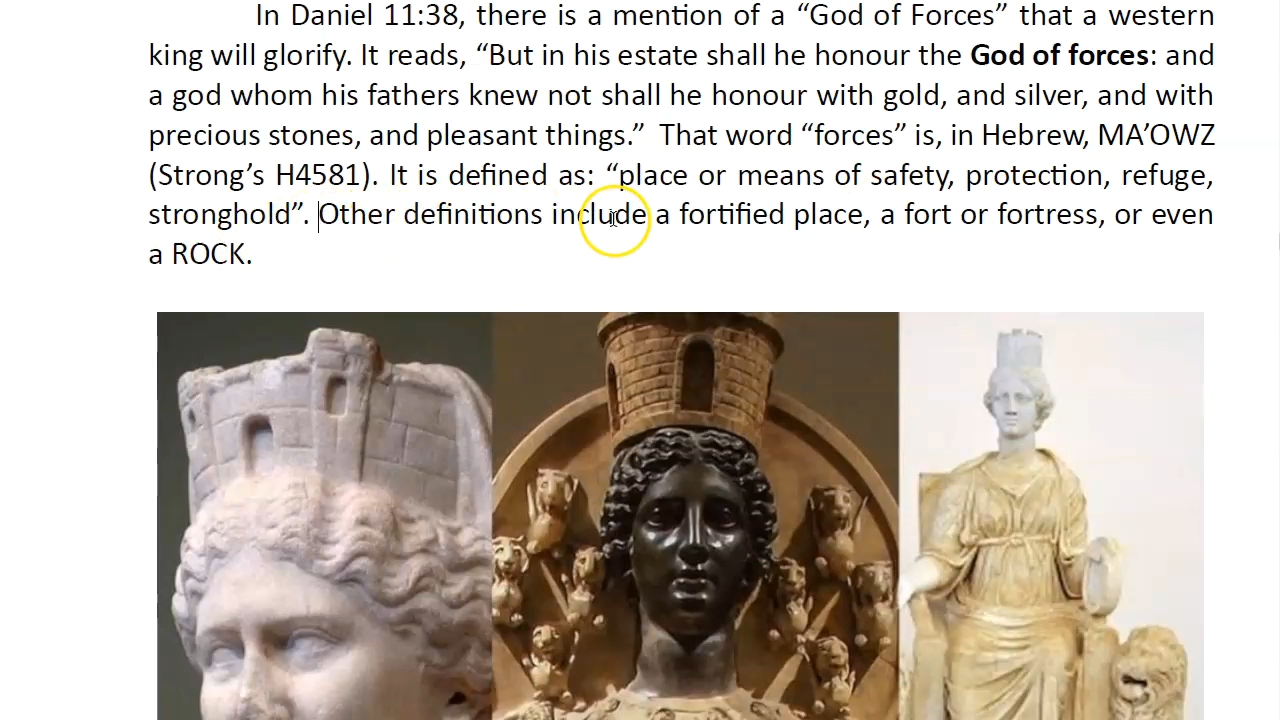 In Daniel 11:38, there is a mention of a “God of Forces” that a western
king will glorify. It reads, “But in his estate shall he honour the God of forces: and
a god whom his fathers knew not shall he honour with gold, and silver, and with
precious stones, and pleasant things.” That word “forces” is, in Hebrew, MA’OWZ
(Strong’s H4581). It is defined as: “place or means of safety, protection, refuge,
stronghold”. Other definitions include a fortified place, a fort or fortress, or even
a ROCK.